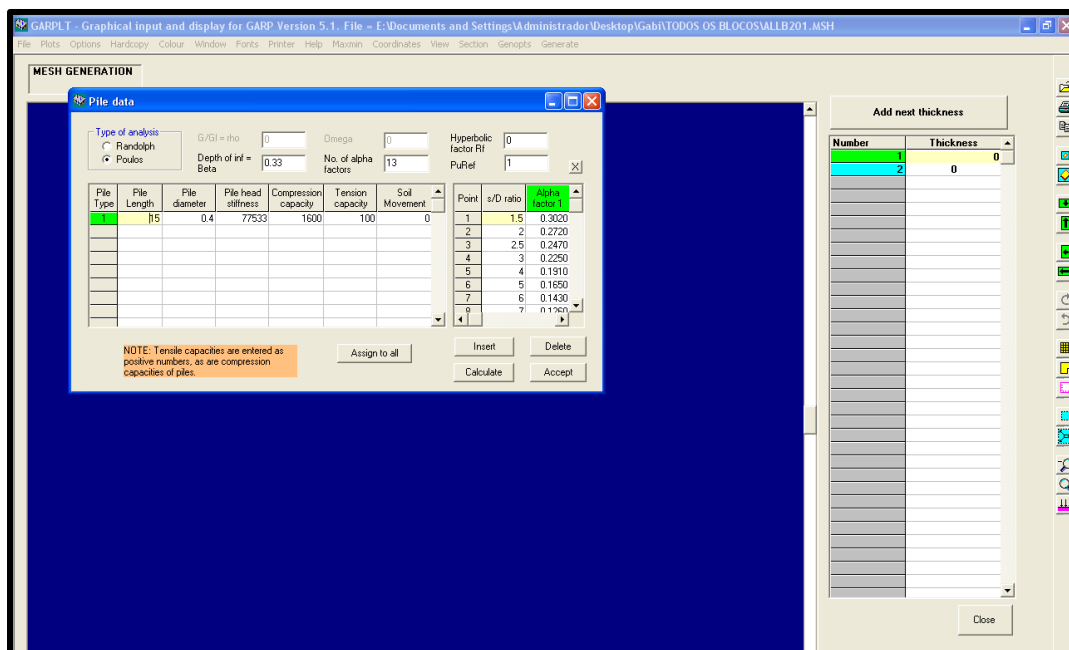 GARPLT - Graphical input and display for GARP Version 5.1. File = E:\Documents and Settings\Administrador\Desktop\Gabi\TODOS OS BLOCOS\ALLB201.MSH
File Plots Options Hardcopy Colour Window Fonts Printer Help Maxmin Coordinates View Section Genopts Generate
MESH GENERATION
Pile data
Type of analysis
Randolph
Poulos
G/Gl = rho 0
Omega 0
Hyperbolic factor Rf 0
Depth of inf = Beta 0.33
No. of alpha factors 13
PuRef 1
X
Pile Type Pile Length Pile diameter Pile head stiffness Compression capacity Tension capacity Soil Movement
1 15 0.4 77533 1600 100 0
Point s/D ratio Alpha factor 1
1 1.5 0.3020
2 2 0.2720
3 2.5 0.2470
4 3 0.2250
5 4 0.1910
6 5 0.1650
7 6 0.1430
8 7 0.1260
NOTE: Tensile capacities are entered as
positive numbers, as are compression
capacities of piles.
Assign to all
Insert Delete
Calculate Accept
Add next thickness
Number Thickness
1 0
2 0
Close